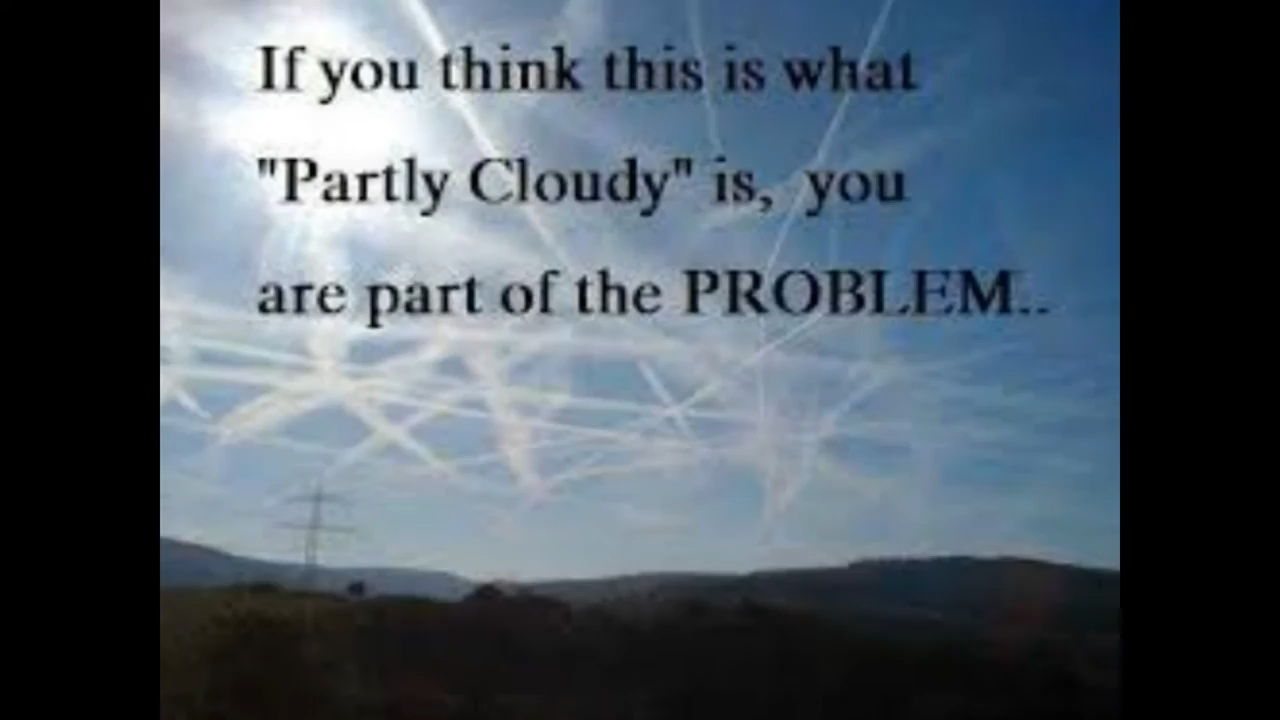 If you think this is what
"Partly Cloudy" is, you
are part of the PROBLEM..